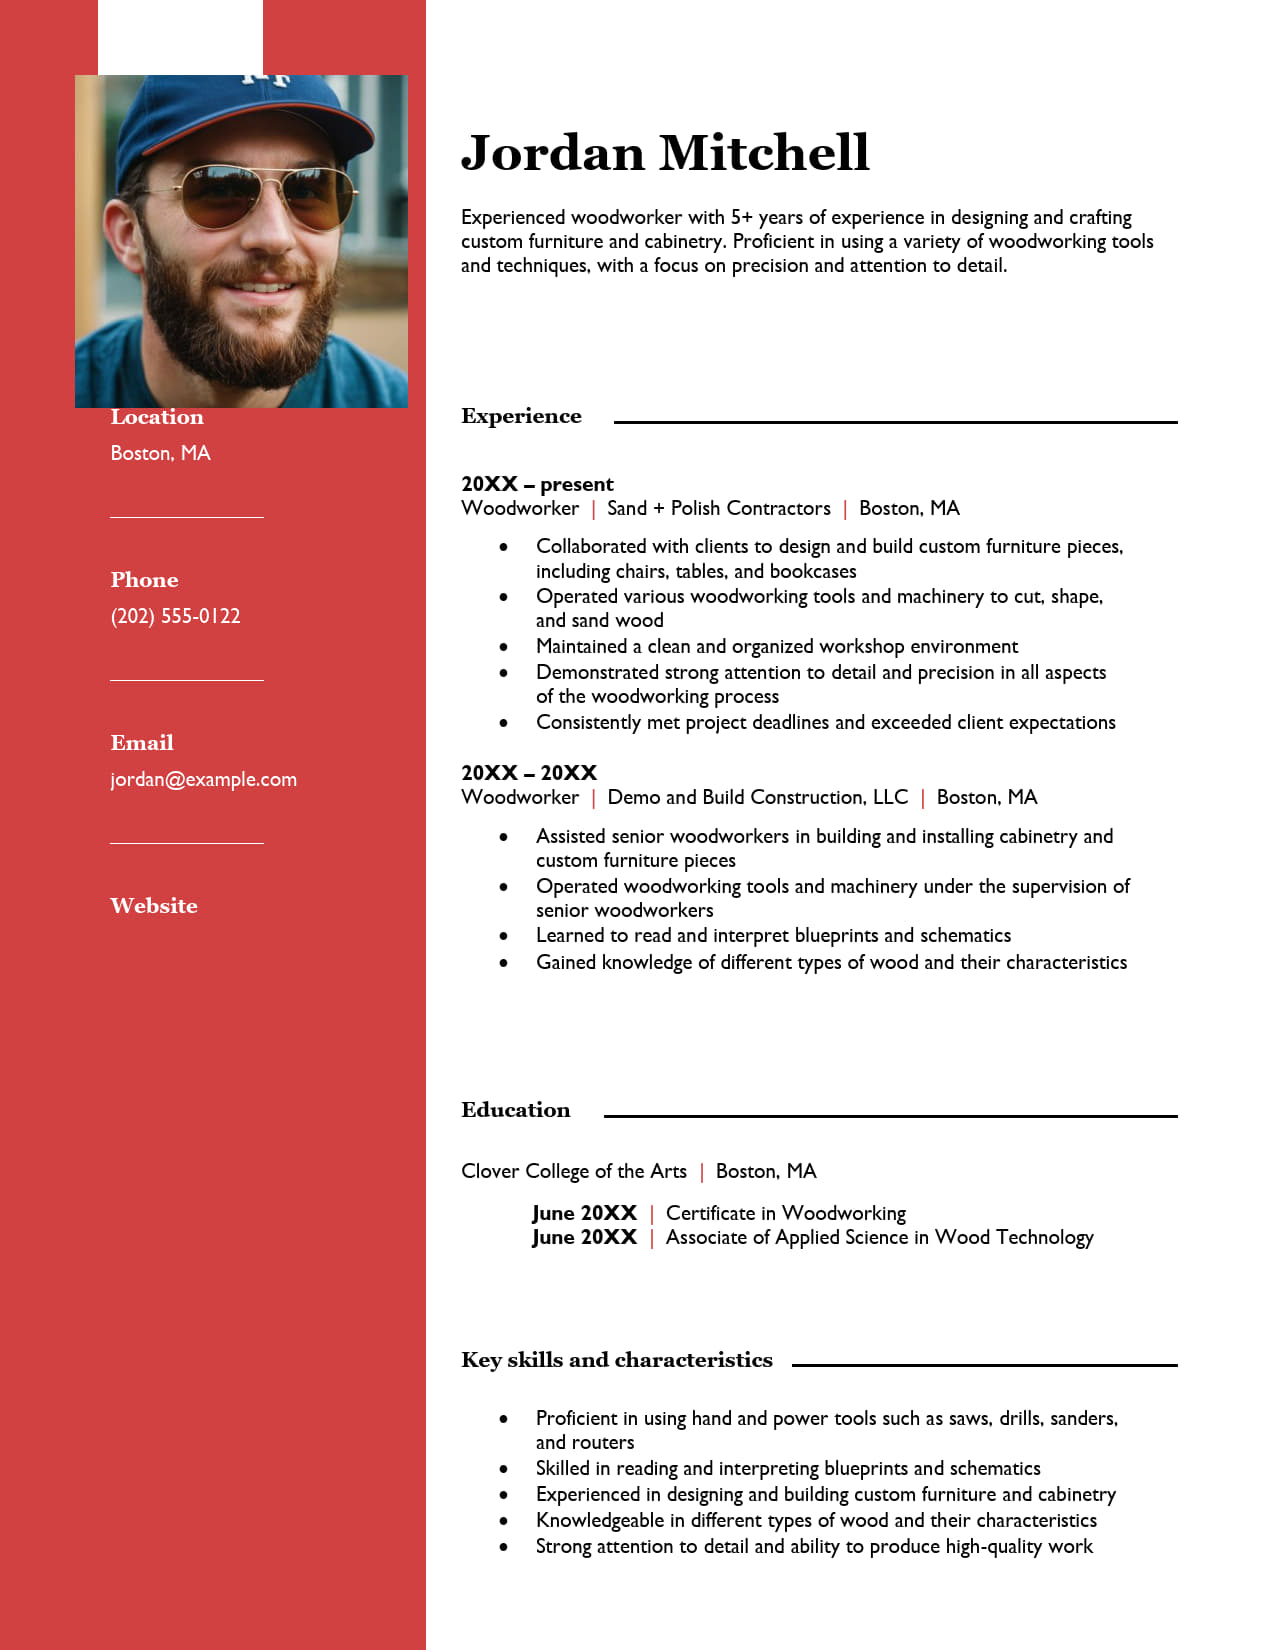 Jordan Mitchell
Experienced woodworker with 5+ years of experience in designing and crafting
custom furniture and cabinetry. Proficient in using a variety of woodworking tools
and techniques, with a focus on precision and attention to detail.
Location
Boston, MA
Phone
(202) 555-0122
Email
jordan@example.com
Website
Experience
20XX – present
Woodworker | Sand + Polish Contractors | Boston, MA
• Collaborated with clients to design and build custom furniture pieces,
including chairs, tables, and bookcases
• Operated various woodworking tools and machinery to cut, shape,
and sand wood
• Maintained a clean and organized workshop environment
• Demonstrated strong attention to detail and precision in all aspects
of the woodworking process
• Consistently met project deadlines and exceeded client expectations
20XX – 20XX
Woodworker | Demo and Build Construction, LLC | Boston, MA
• Assisted senior woodworkers in building and installing cabinetry and
custom furniture pieces
• Operated woodworking tools and machinery under the supervision of
senior woodworkers
• Learned to read and interpret blueprints and schematics
• Gained knowledge of different types of wood and their characteristics
Education
Clover College of the Arts | Boston, MA
June 20XX | Certificate in Woodworking
June 20XX | Associate of Applied Science in Wood Technology
Key skills and characteristics
• Proficient in using hand and power tools such as saws, drills, sanders,
and routers
• Skilled in reading and interpreting blueprints and schematics
• Experienced in designing and building custom furniture and cabinetry
• Knowledgeable in different types of wood and their characteristics
• Strong attention to detail and ability to produce high-quality work